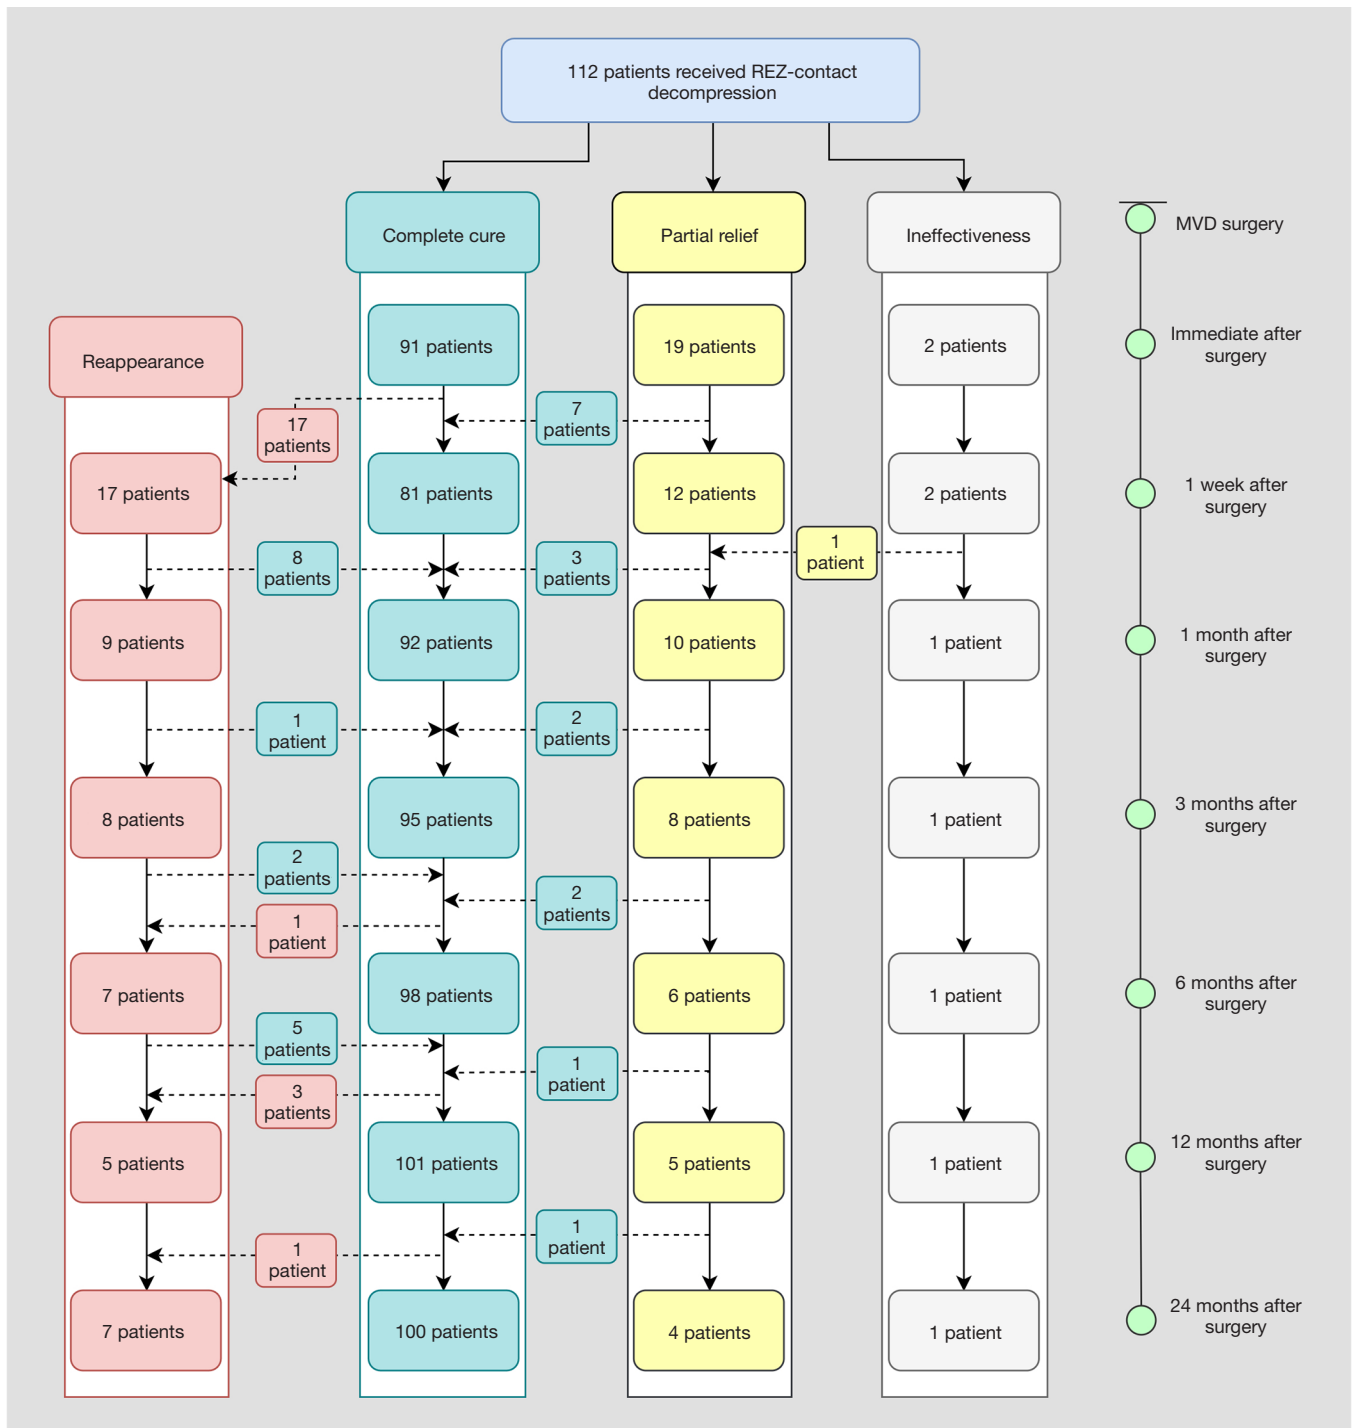 112 patients received REZ-contact
decompression
Complete cure
Partial relief
Ineffectiveness
MVD surgery
Reappearance
91 patients
19 patients
2 patients
Immediate after
surgery
17
patients
7
patients
17 patients
81 patients
12 patients
2 patients
1 week after
surgery
8
patients
3
patients
1
patient
9 patients
92 patients
10 patients
1 patient
1 month after
surgery
1
patient
2
patients
8 patients
95 patients
8 patients
1 patient
3 months after
surgery
2
patients
2
patients
1
patient
7 patients
98 patients
6 patients
1 patient
6 months after
surgery
5
patients
1
patient
3
patients
5 patients
101 patients
5 patients
1 patient
12 months after
surgery
1
patient
1
patient
7 patients
100 patients
4 patients
1 patient
24 months after
surgery